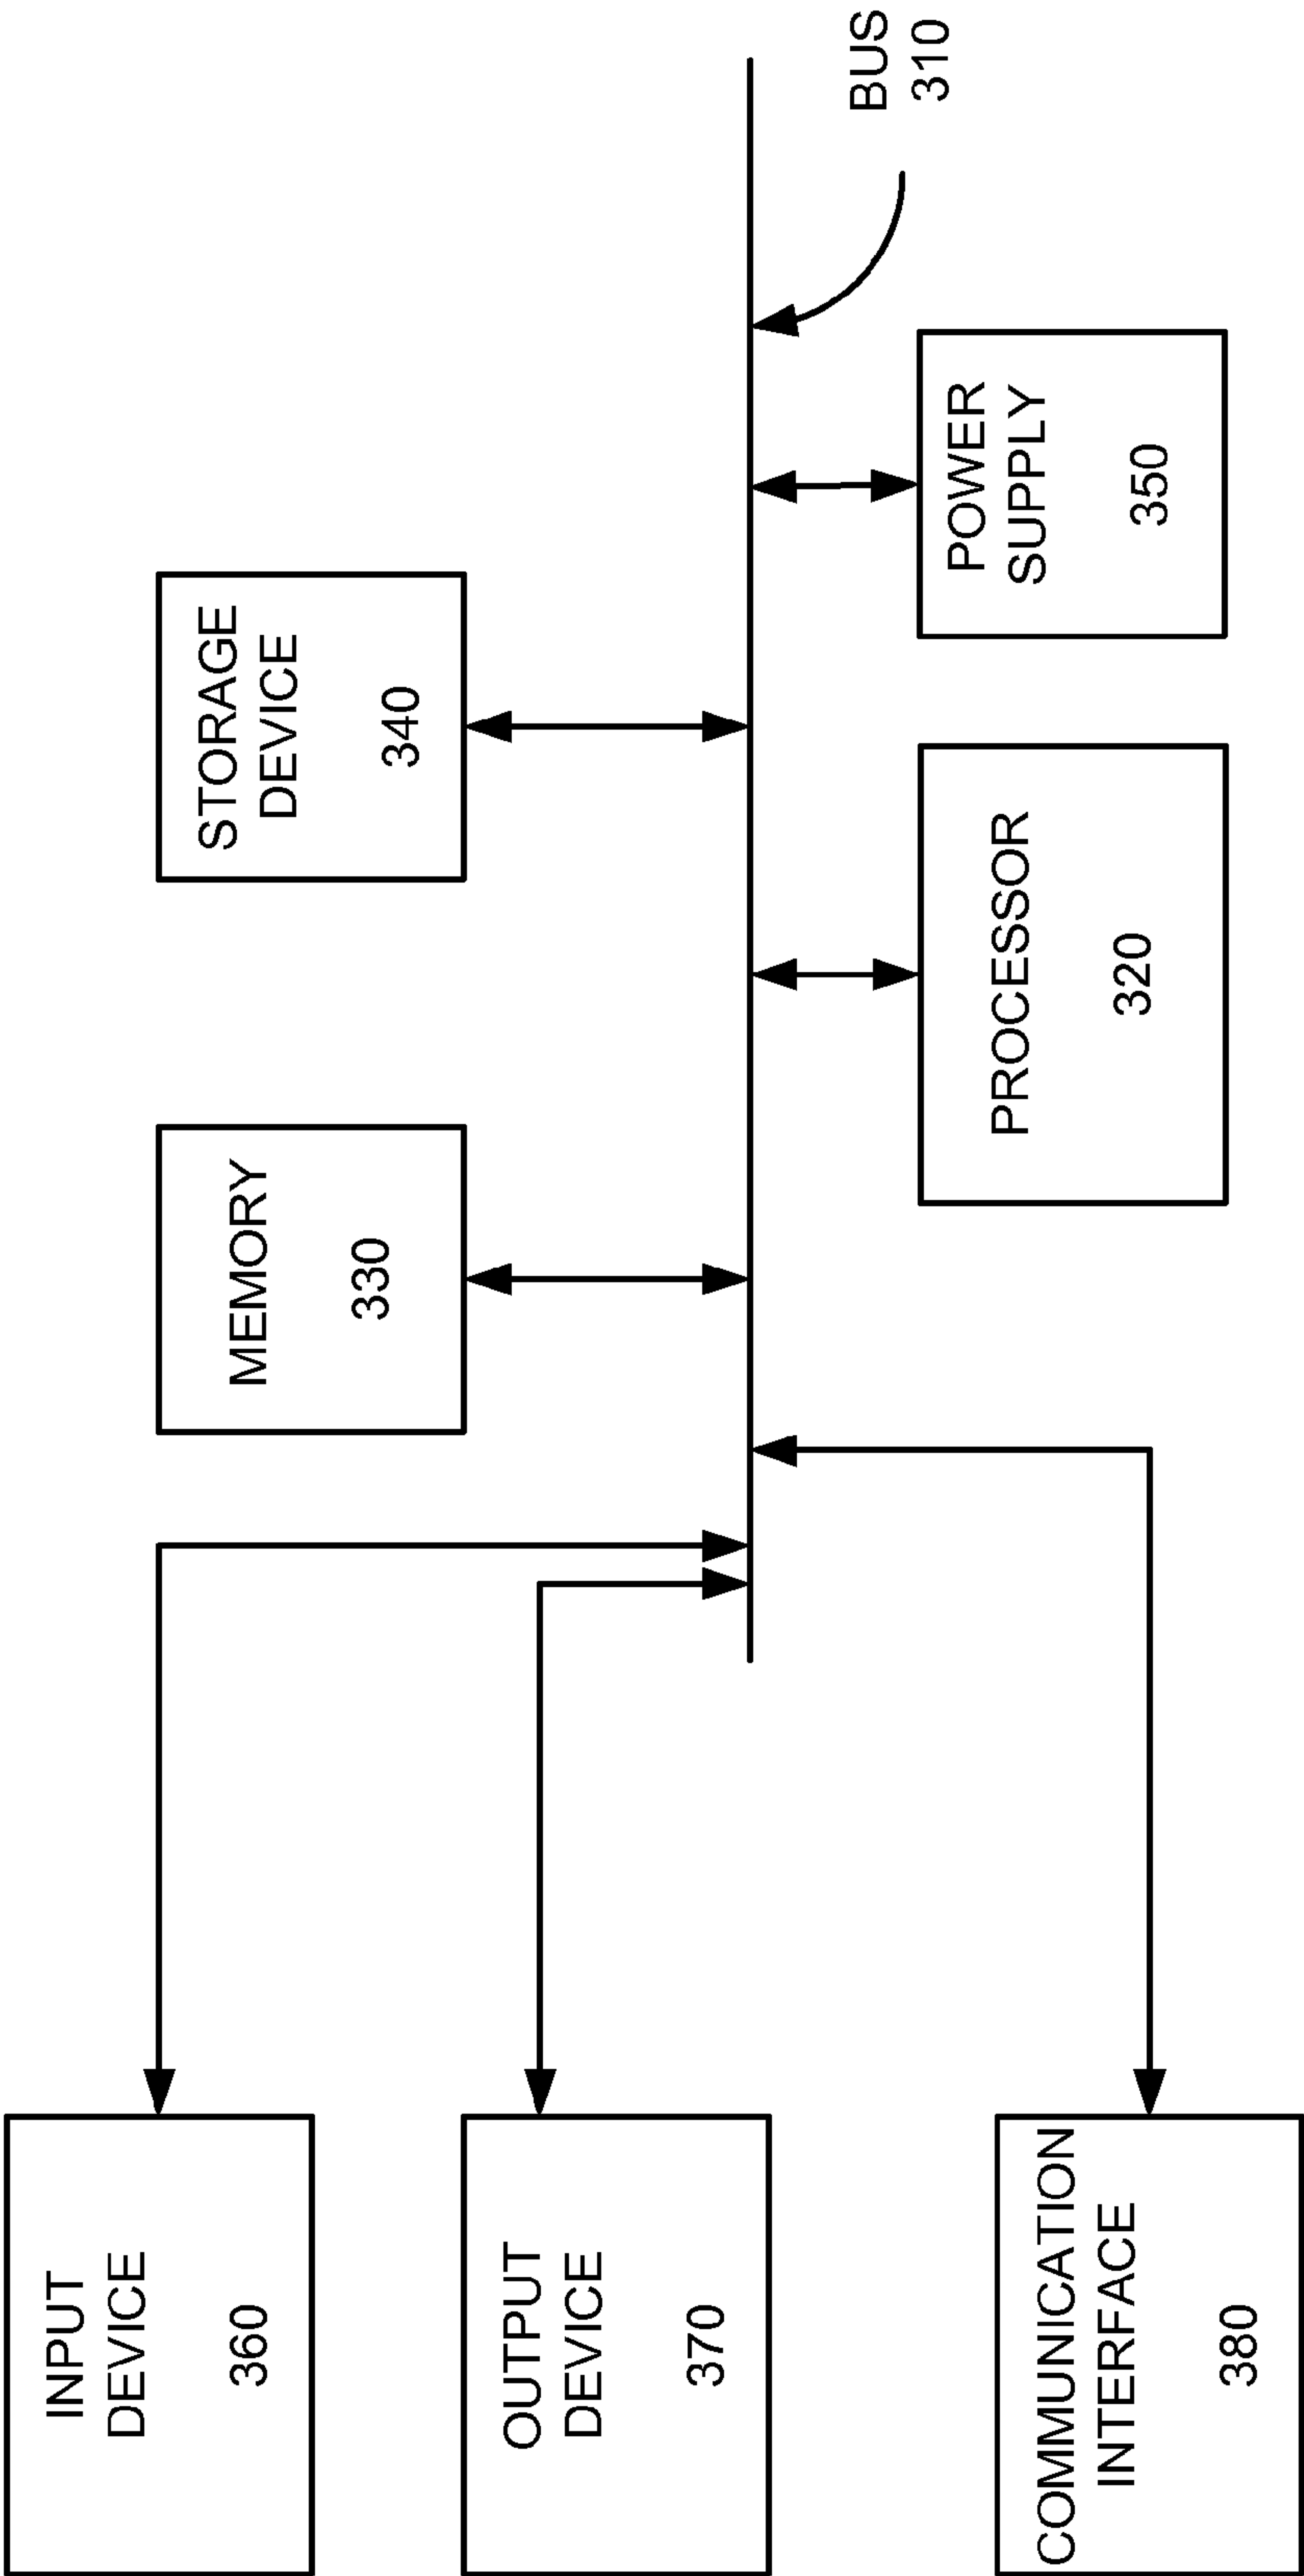 INPUT
DEVICE
360
MEMORY
330
STORAGE
DEVICE
340
OUTPUT
DEVICE
370
BUS
310
COMMUNICATION
INTERFACE
380
PROCESSOR
320
POWER
SUPPLY
350